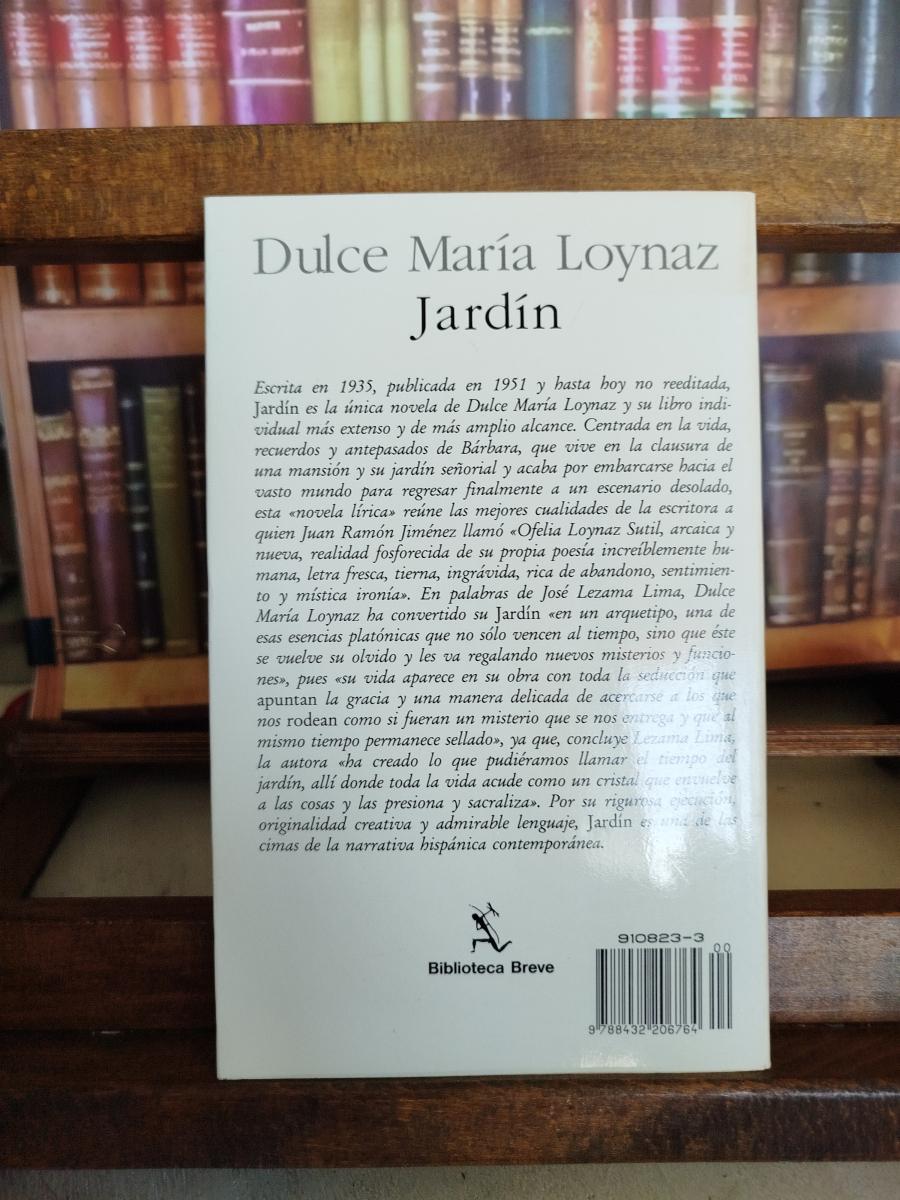 Dulce María Loynaz
Jardín
Escrita en 1935, publicada en 1951 y hasta hoy no reeditada,
Jardín es la única novela de Dulce María Loynaz y su libro indi-
vidual más extenso y de más amplio alcance. Centrada en la vida,
recuerdos y antepasados de Bárbara, que vive en la clausura de
una mansión y su jardín señorial y acaba por embarcarse hacia el
vasto mundo para regresar finalmente a un escenario desolado,
esta «novela lírica» reúne las mejores cualidades de la escritora a
quien Juan Ramón Jiménez llamó «Ofelia Loynaz Sutil, arcaica y
nueva, realidad fosforecida de su propia poesía increíblemente hu-
mana, letra fresca, tierna, ingrávida, rica de abandono, sentimien-
to y mística ironía». En palabras de José Lezama Lima, Dulce
María Loynaz ha convertido su Jardín «en un arquetipo, una de
esas esencias platónicas que no sólo vencen al tiempo, sino que éste
se vuelve su olvido y les va regalando nuevos misterios y funcio-
nes», pues «su vida aparece en su obra con toda la seducción que
apuntan la gracia y una manera delicada de acercarse a los que
nos rodean como si fueran un misterio que se nos entrega y que al
mismo tiempo permanece sellado», ya que, concluye Lezama Lima,
la autora «ha creado lo que pudiéramos llamar el tiempo del
jardín, allí donde toda la vida acude como un cristal que envuelve
a las cosas y las presiona y sacraliza». Por su rigurosa ejecución,
originalidad creativa y admirable lenguaje, Jardín es una de las
cimas de la narrativa hispánica contemporánea.
Biblioteca Breve
910823-3
00
9 788432 206764